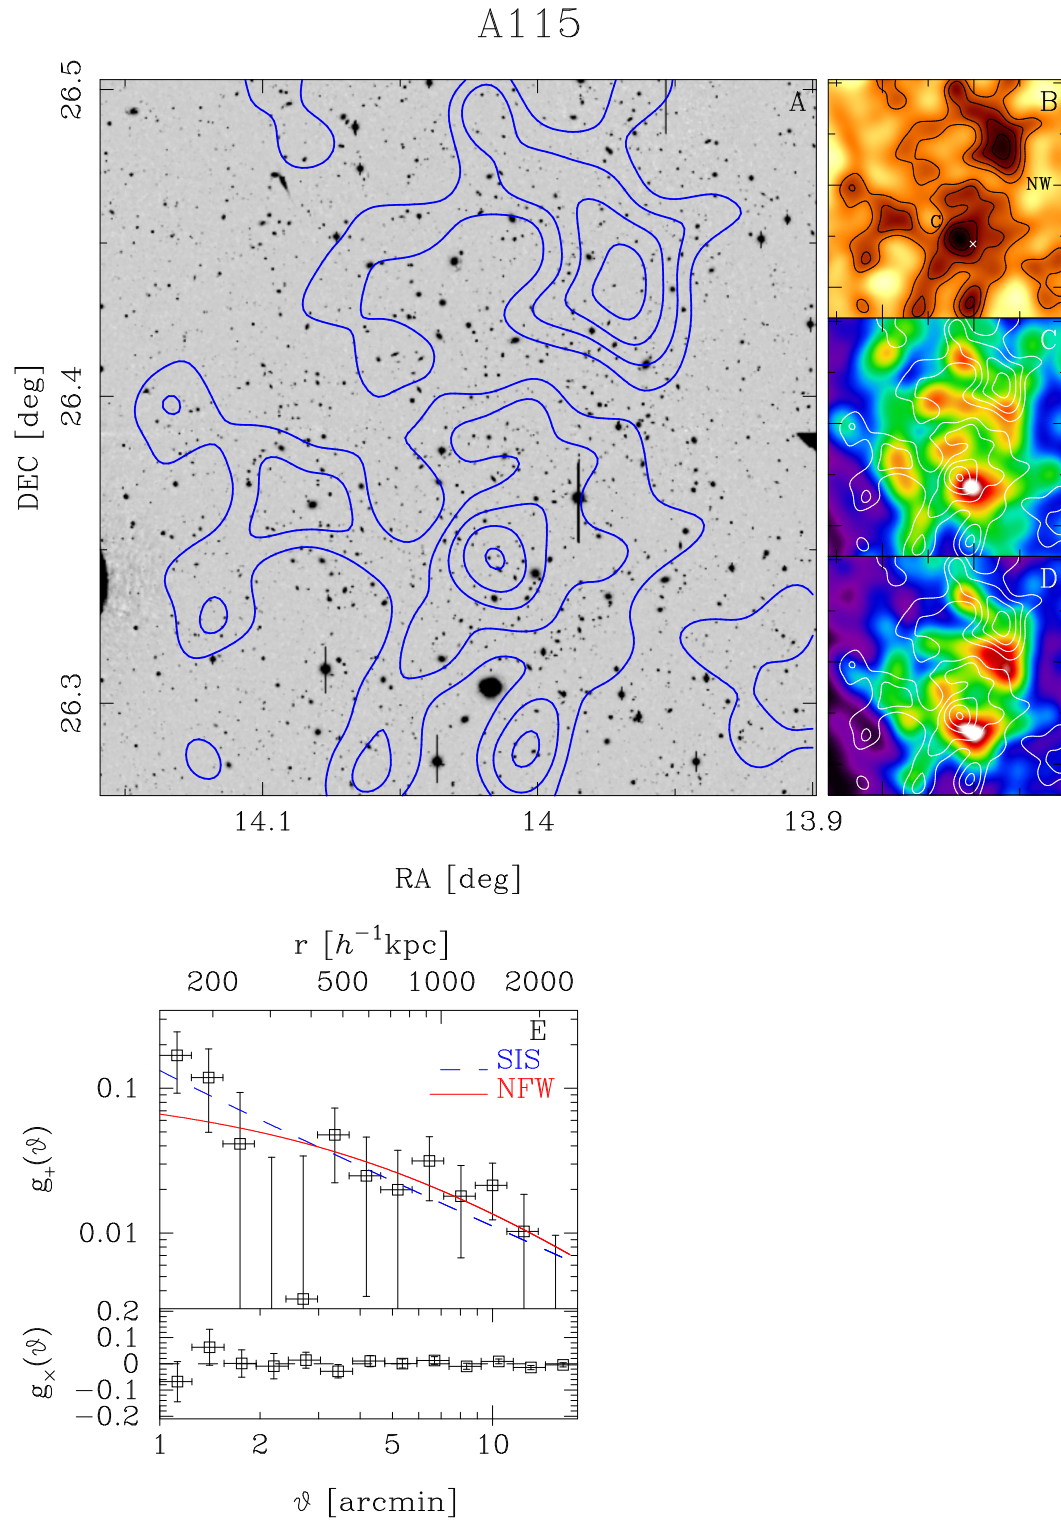 A115
A
26.5
26.4
26.3
DEC [deg]
14.1 14 13.9
RA [deg]
B
NW
C
C
D
r [h⁻¹kpc]
200 500 1000 2000
E
SIS
NFW
0.1
0.01
g₊(ϑ)
0.2
0.1
0
−0.1
−0.2
gₓ(ϑ)
1 2 5 10
ϑ [arcmin]